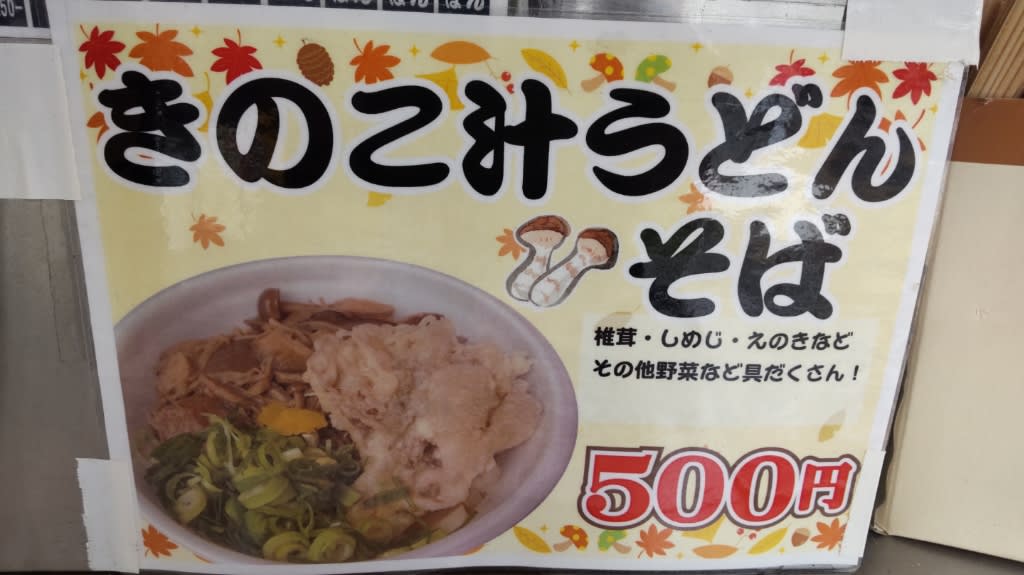 50-
きのこ汁うどん
そば
椎茸・しめじ・えのきなど
その他野菜など具だくさん!
500円